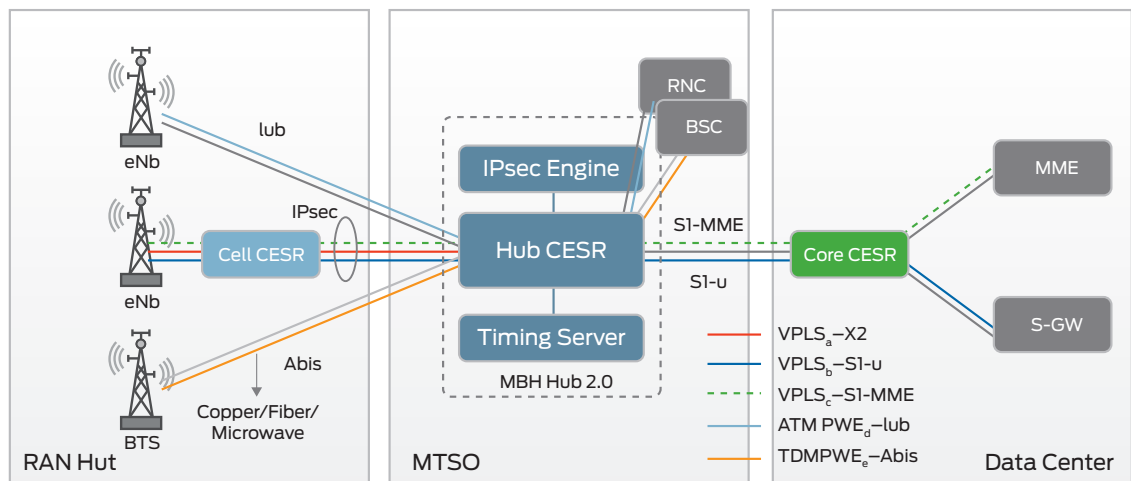 RNC
BSC
lub
eNb
IPsec Engine
MME
IPsec
S1-MME
Cell CESR
Hub CESR
Core CESR
eNb
S1-u
S-GW
Timing Server
VPLSa–X2
Abis
VPLSb–S1-u
MBH Hub 2.0
VPLSc–S1-MME
Copper/Fiber/
Microwave
BTS
ATM PWEd–lub
TDMPWEe–Abis
RAN Hut
MTSO
Data Center